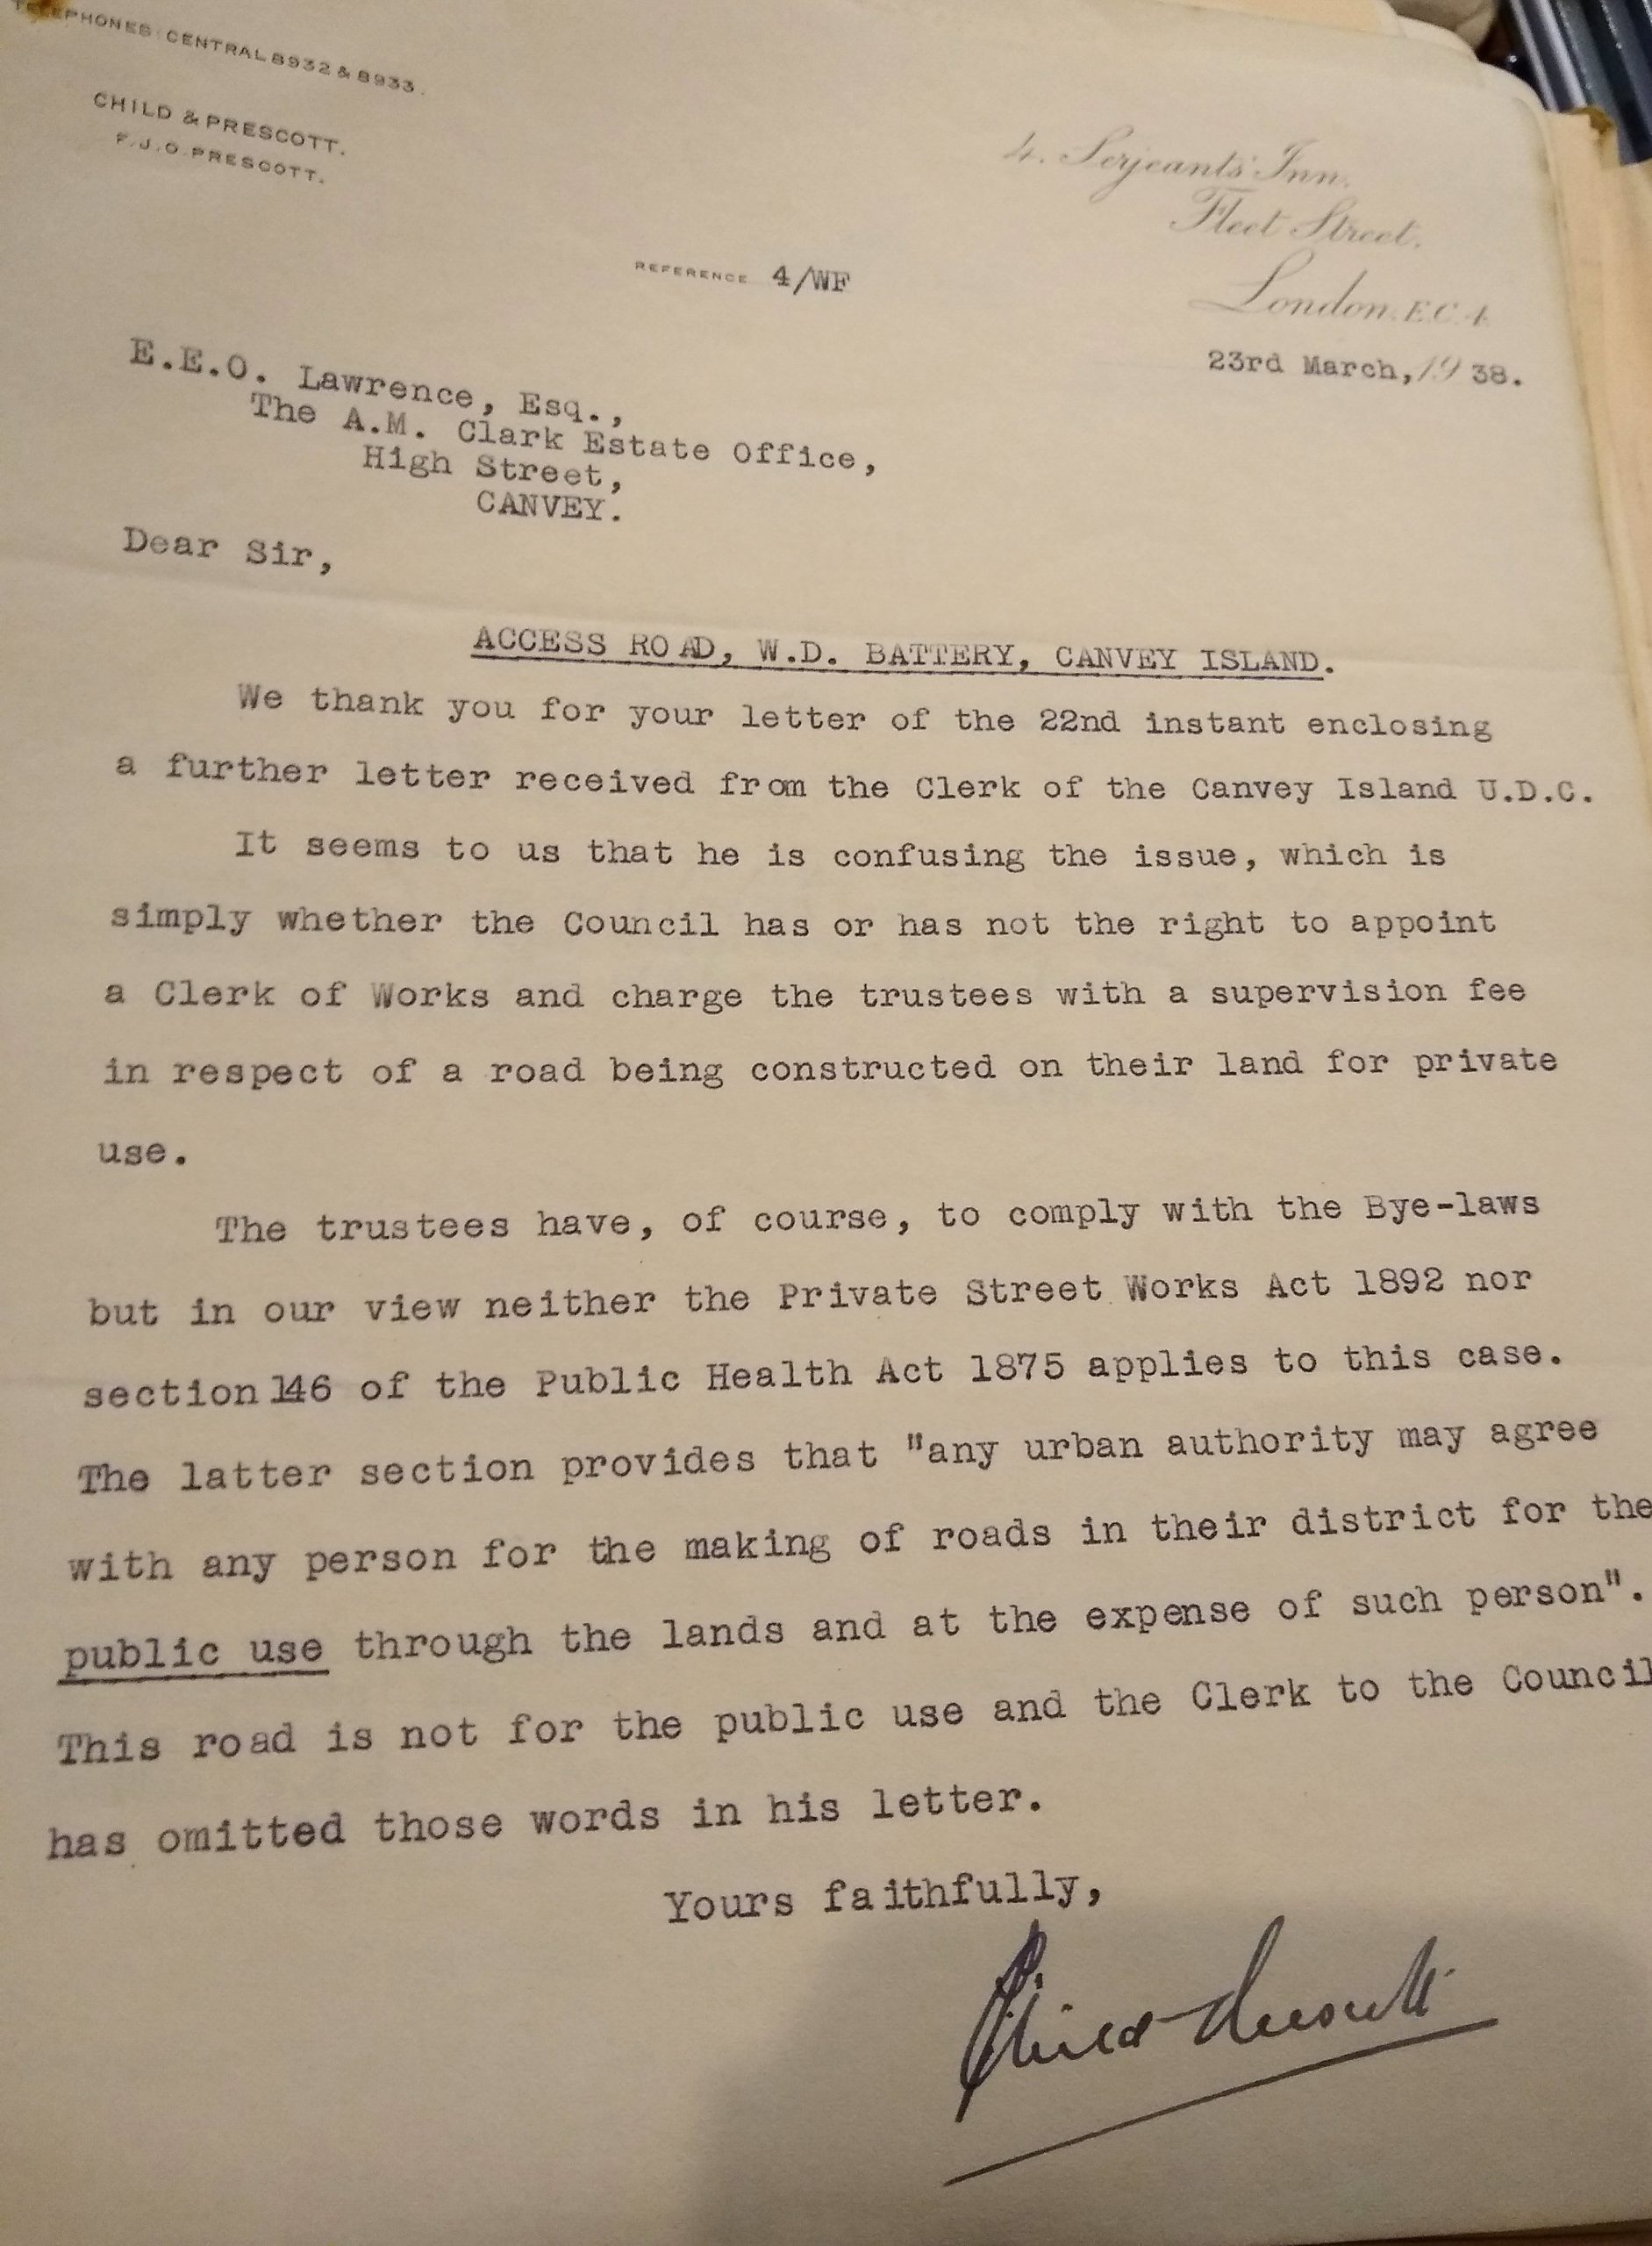 TELEPHONES: CENTRAL 8932 & 8933.
CHILD & PRESCOTT.
F.J.O. PRESCOTT.
4. Serjeants' Inn,
Fleet Street,
London, E.C.4.
REFERENCE 4/WF
23rd March, 1938.
E.E.O. Lawrence, Esq.,
The A.M. Clark Estate Office,
High Street,
CANVEY.
Dear Sir,
ACCESS ROAD, W.D. BATTERY, CANVEY ISLAND.
We thank you for your letter of the 22nd instant enclosing
a further letter received from the Clerk of the Canvey Island U.D.C.
It seems to us that he is confusing the issue, which is
simply whether the Council has or has not the right to appoint
a Clerk of Works and charge the trustees with a supervision fee
in respect of a road being constructed on their land for private
use.
The trustees have, of course, to comply with the Bye-laws
but in our view neither the Private Street Works Act 1892 nor
section 146 of the Public Health Act 1875 applies to this case.
The latter section provides that "any urban authority may agree
with any person for the making of roads in their district for the
public use through the lands and at the expense of such person".
This road is not for the public use and the Clerk to the Council
has omitted those words in his letter.
Yours faithfully,
Child & Prescott